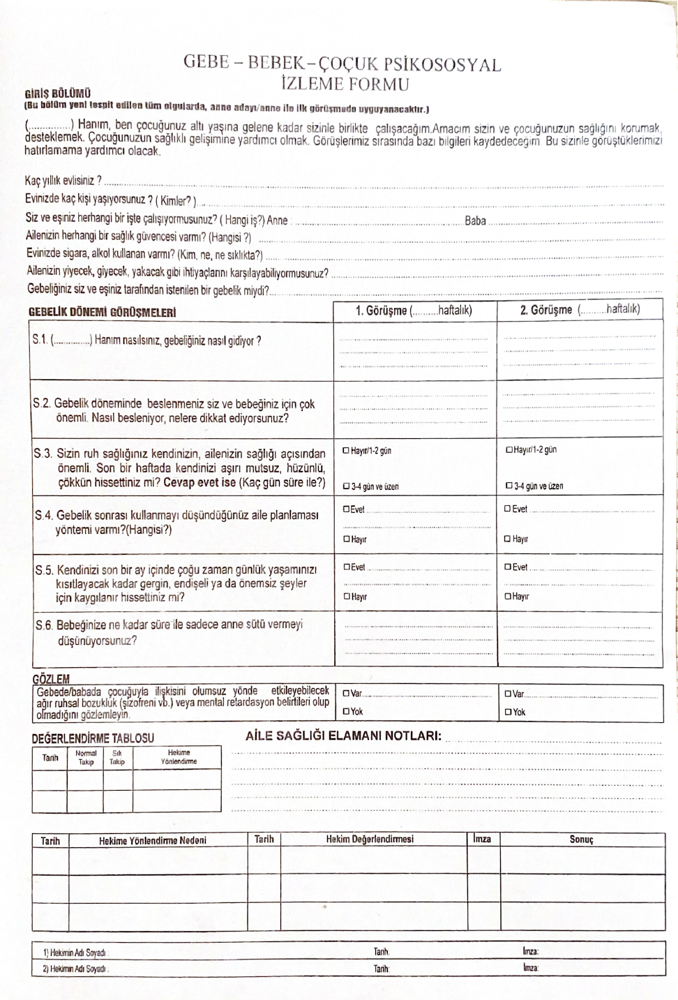 GEBE – BEBEK – ÇOÇUK PSİKOSOSYAL
İZLEME FORMU
GİRİŞ BÖLÜMÜ
(Bu bölüm yeni tespit edilen tüm olgularda, anne adayı/anne ile ilk görüşmede uyguyanacaktır.)
(..............) Hanım, ben çocuğunuz altı yaşına gelene kadar sizinle birlikte çalışacağım.Amacım sizin ve çocuğunuzun sağlığını korumak,
desteklemek. Çocuğunuzun sağlıklı gelişimine yardımcı olmak. Görüşlerimiz sırasında bazı bilgileri kaydedeceğim. Bu sizinle görüştüklerimizi
hatırlamama yardımcı olacak.
Kaç yıllık evlisiniz ?
Evinizde kaç kişi yaşıyorsunuz ? ( Kimler? )
Siz ve eşiniz herhangi bir işte çalışıyormusunuz? ( Hangi iş?) Anne : Baba
Ailenizin herhangi bir sağlık güvencesi varmı? (Hangisi ?)
Evinizde sigara, alkol kullanan varmı? (Kim, ne, ne sıklıkta?)
Ailenizin yiyecek, giyecek, yakacak gibi ihtiyaçlarını karşılayabiliyormusunuz?
Gebeliğiniz siz ve eşiniz tarafından istenilen bir gebelik miydi?
GEBELİK DÖNEMİ GÖRÜŞMELERİ 1. Görüşme (..........haftalık) 2. Görüşme (..........haftalık)
S.1. (..............) Hanım nasılsınız, gebeliğiniz nasıl gidiyor ?
S.2. Gebelik döneminde beslenmeniz siz ve bebeğiniz için çok
önemli. Nasıl besleniyor, nelere dikkat ediyorsunuz?
S.3. Sizin ruh sağlığınız kendinizin, ailenizin sağlığı açısından
önemli. Son bir haftada kendinizi aşırı mutsuz, hüzünlü,
çökkün hissettiniz mi? Cevap evet ise (Kaç gün süre ile?)
☐ Hayır/1-2 gün ☐ Hayır/1-2 gün
☐ 3-4 gün ve üzeri ☐ 3-4 gün ve üzeri
S.4. Gebelik sonrası kullanmayı düşündüğünüz aile planlaması
yöntemi varmı?(Hangisi?)
☐ Evet ☐ Evet
☐ Hayır ☐ Hayır
S.5. Kendinizi son bir ay içinde çoğu zaman günlük yaşamınızı
kısıtlayacak kadar gergin, endişeli ya da önemsiz şeyler
için kaygılanır hissettiniz mi?
☐ Evet ☐ Evet
☐ Hayır ☐ Hayır
S.6. Bebeğinize ne kadar süre ile sadece anne sütü vermeyi
düşünüyorsunuz?
GÖZLEM
Gebede/babada çocuğuyla ilişkisini olumsuz yönde etkileyebilecek
ağır ruhsal bozukluk (şizofreni vb.) veya mental retardasyon belirtileri olup
olmadığını gözlemleyin.
☐ Var ☐ Var
☐ Yok ☐ Yok
DEĞERLENDİRME TABLOSU
Tarih Normal Takip Sık Takip Hekime Yönlendirme
AİLE SAĞLIĞI ELAMANI NOTLARI:
Tarih Hekime Yönlendirme Nedeni Tarih Hekim Değerlendirmesi İmza Sonuç
1) Hekimin Adı Soyadı : Tarih: İmza:
2) Hekimin Adı Soyadı : Tarih: İmza: